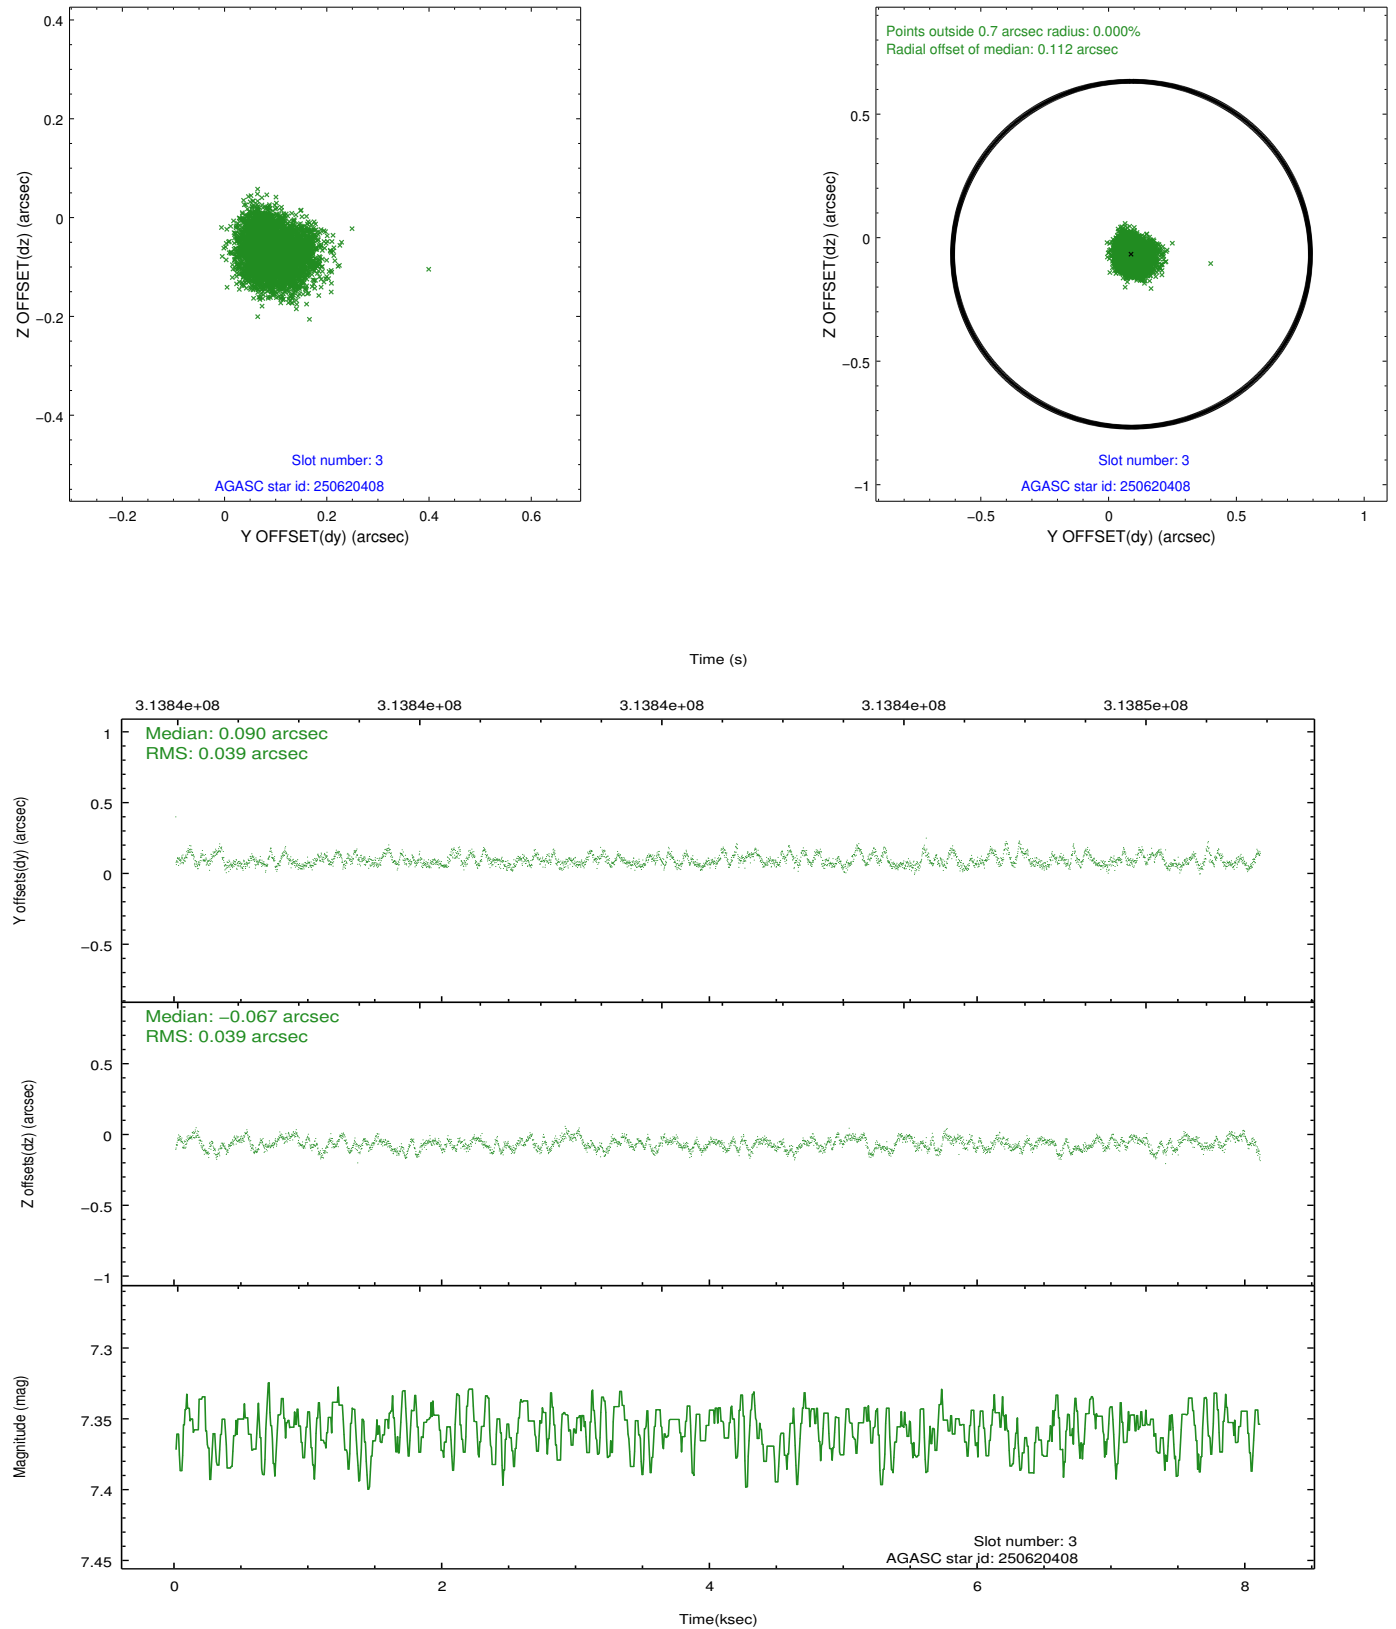 0.4
0.2
0
−0.2
−0.4
Z OFFSET(dz) (arcsec)
Slot number: 3
AGASC star id: 250620408
−0.2 0 0.2 0.4 0.6
Y OFFSET(dy) (arcsec)
Points outside 0.7 arcsec radius: 0.000%
Radial offset of median: 0.112 arcsec
0.5
0
−0.5
−1
Z OFFSET(dz) (arcsec)
Slot number: 3
AGASC star id: 250620408
−0.5 0 0.5 1
Y OFFSET(dy) (arcsec)
Time (s)
3.1384e+08 3.1384e+08 3.1384e+08 3.1384e+08 3.1385e+08
Median: 0.090 arcsec
RMS: 0.039 arcsec
1
0.5
0
−0.5
Y offsets(dy) (arcsec)
Median: −0.067 arcsec
RMS: 0.039 arcsec
0.5
0
−0.5
−1
Z offsets(dz) (arcsec)
7.3
7.35
7.4
7.45
Magnitude (mag)
Slot number: 3
AGASC star id: 250620408
0 2 4 6 8
Time(ksec)